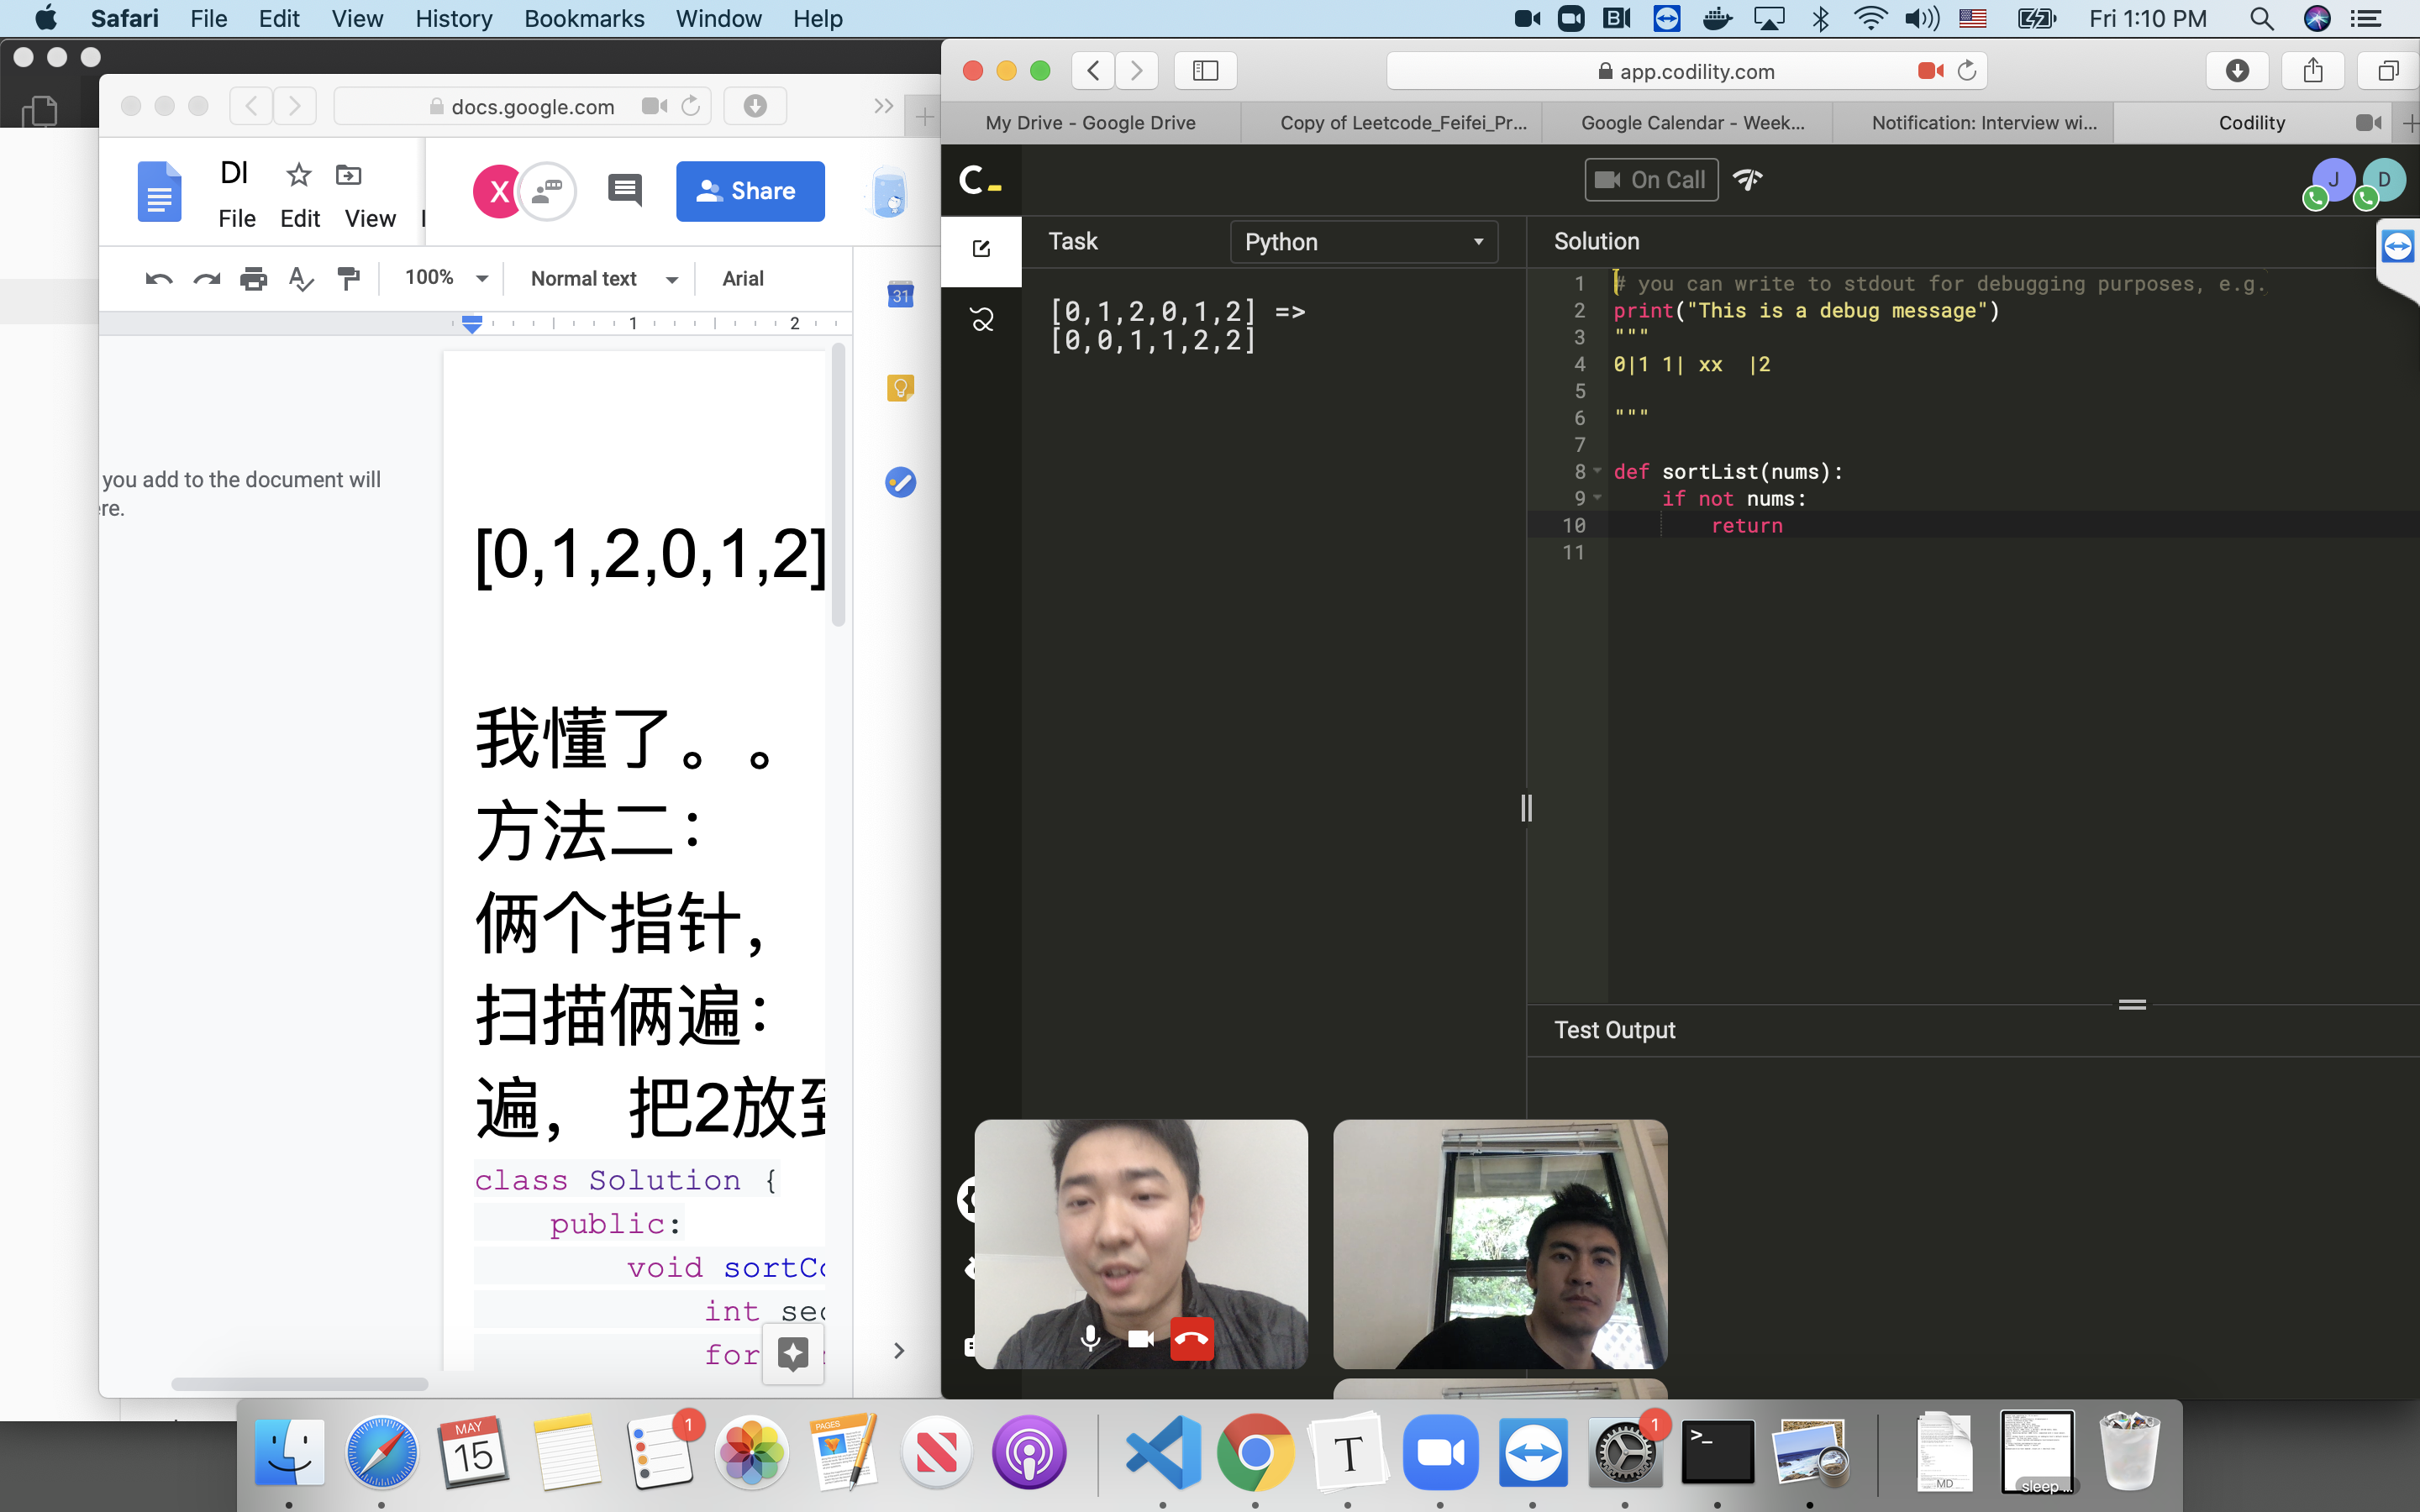 Safari File Edit View History Bookmarks Window Help
Fri 1:10 PM
docs.google.com
DI
File Edit View
X
Share
100% Normal text Arial
31
1 2
you add to the document will
re.
[0,1,2,0,1,2]
我懂了。。
方法二：
俩个指针，
扫描俩遍：
遍， 把2放到
class Solution {
public:
void sortCo
int sec
for
app.codility.com
My Drive - Google Drive
Copy of Leetcode_Feifei_Pr...
Google Calendar - Week...
Notification: Interview wi...
Codility
On Call
J
D
Task
Python
[0,1,2,0,1,2] =>
[0,0,1,1,2,2]
Solution
1 # you can write to stdout for debugging purposes, e.g.
2 print("This is a debug message")
3 """
4 0|1 1| xx |2
5
6 """
7
8 def sortList(nums):
9 if not nums:
10 return
11
Test Output
MAY
15
1
PAGES
T
1
>_
MD
sleep ...